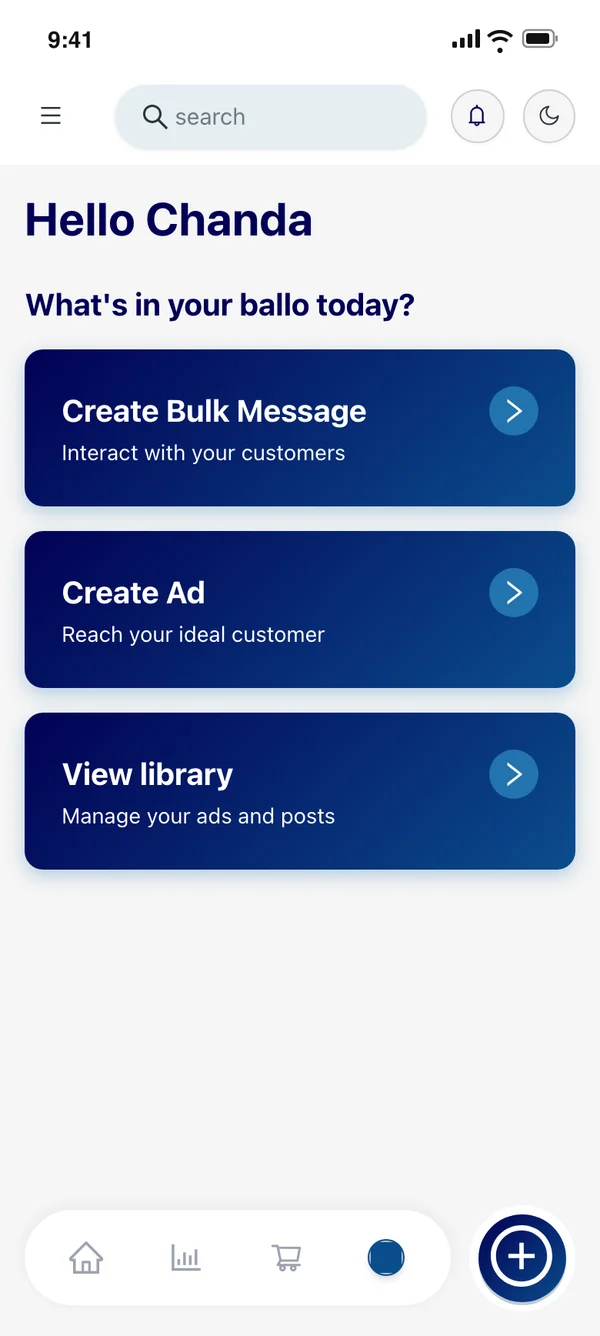 9:41
search
Hello Chanda
What's in your ballo today?
Create Bulk Message
Interact with your customers
Create Ad
Reach your ideal customer
View library
Manage your ads and posts